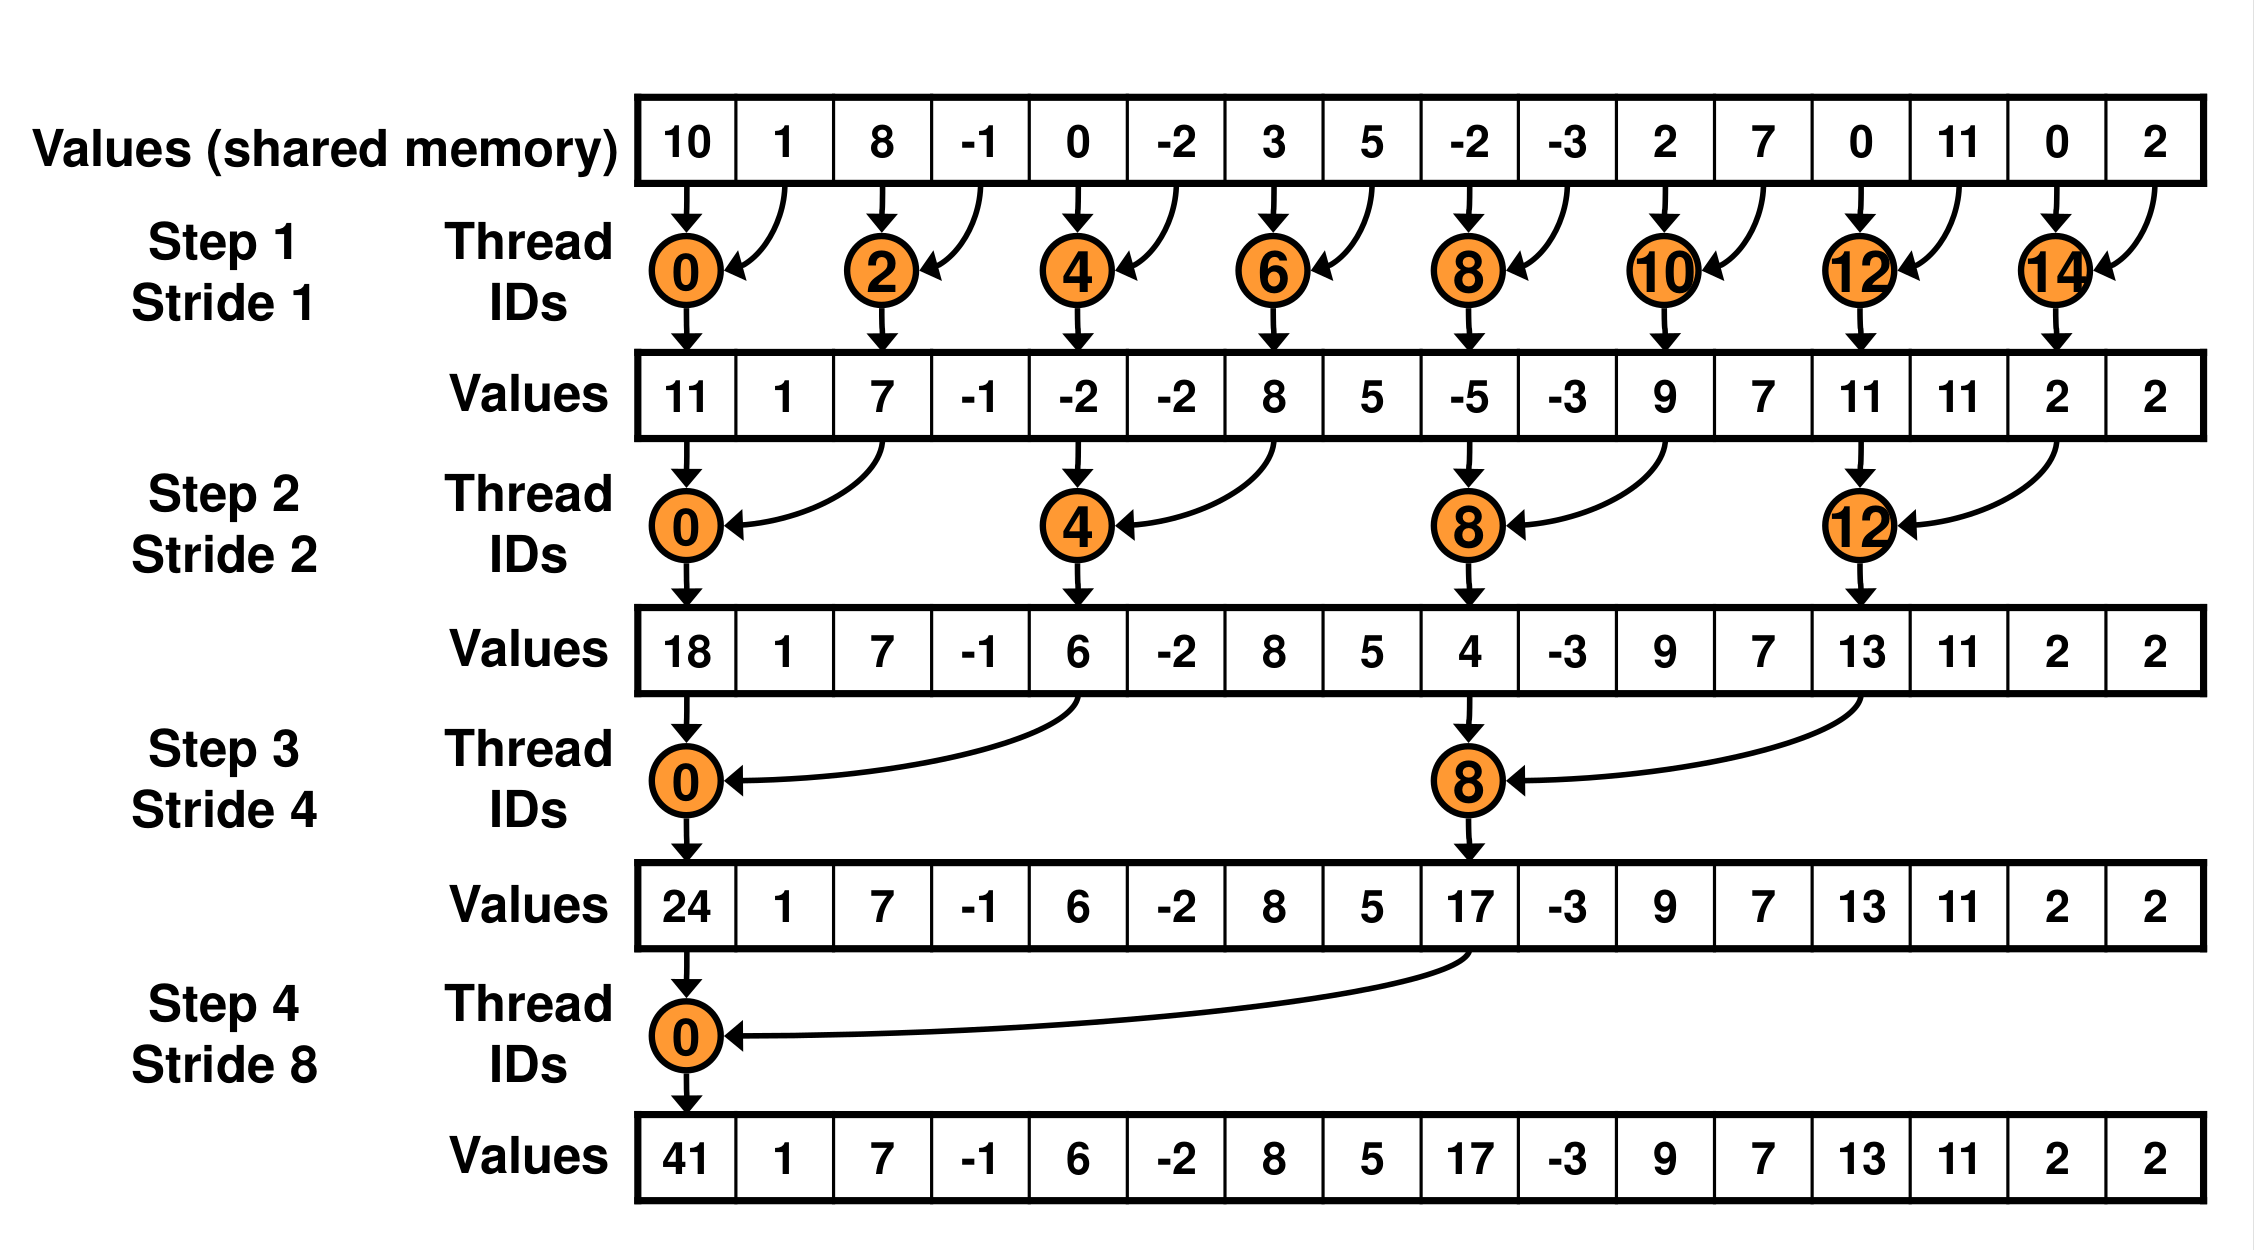 Values (shared memory) 10 1 8 -1 0 -2 3 5 -2 -3 2 7 0 11 0 2
Step 1 Thread
Stride 1 IDs
0 2 4 6 8 10 12 14
Values 11 1 7 -1 -2 -2 8 5 -5 -3 9 7 11 11 2 2
Step 2 Thread
Stride 2 IDs
0 4 8 12
Values 18 1 7 -1 6 -2 8 5 4 -3 9 7 13 11 2 2
Step 3 Thread
Stride 4 IDs
0 8
Values 24 1 7 -1 6 -2 8 5 17 -3 9 7 13 11 2 2
Step 4 Thread
Stride 8 IDs
0
Values 41 1 7 -1 6 -2 8 5 17 -3 9 7 13 11 2 2